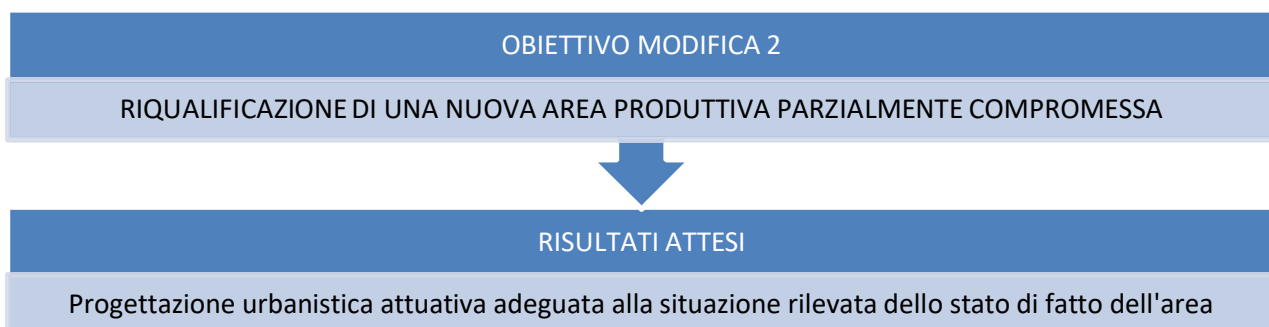 OBIETTIVO MODIFICA 2
RIQUALIFICAZIONE DI UNA NUOVA AREA PRODUTTIVA PARZIALMENTE COMPROMESSA
RISULTATI ATTESI
Progettazione urbanistica attuativa adeguata alla situazione rilevata dello stato di fatto dell'area